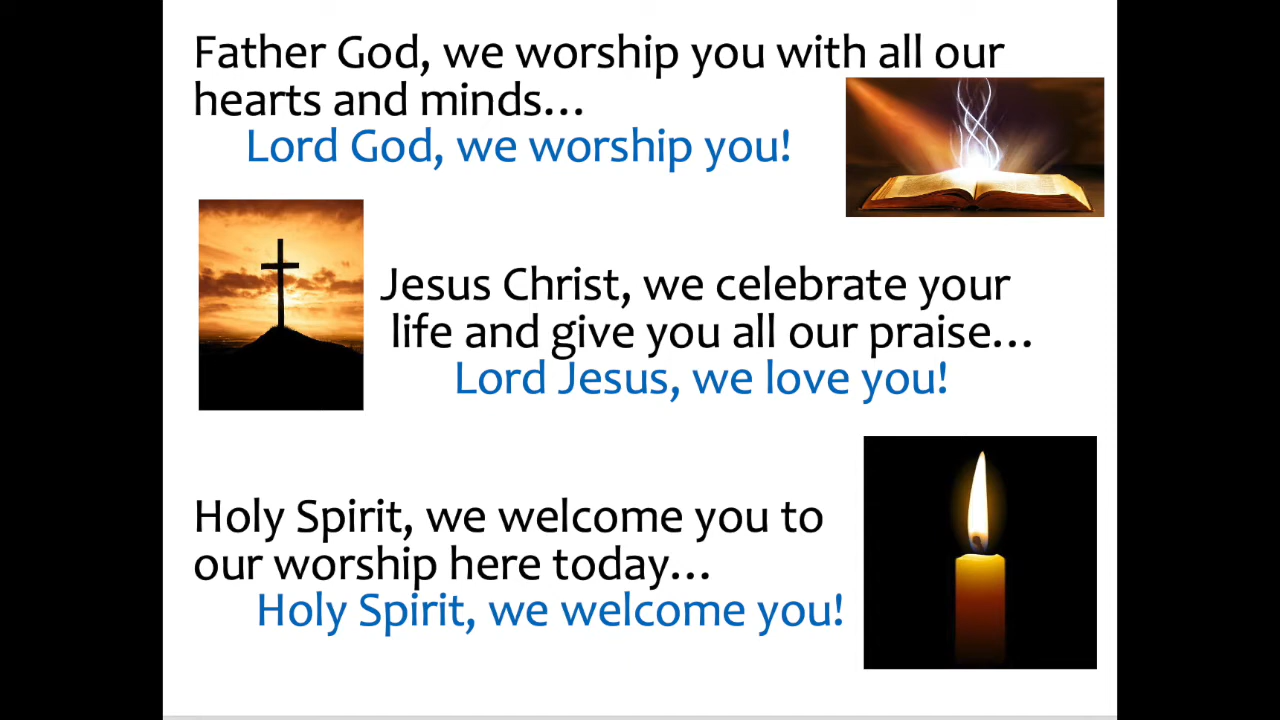 Father God, we worship you with all our
hearts and minds…
Lord God, we worship you!
Jesus Christ, we celebrate your
life and give you all our praise…
Lord Jesus, we love you!
Holy Spirit, we welcome you to
our worship here today…
Holy Spirit, we welcome you!